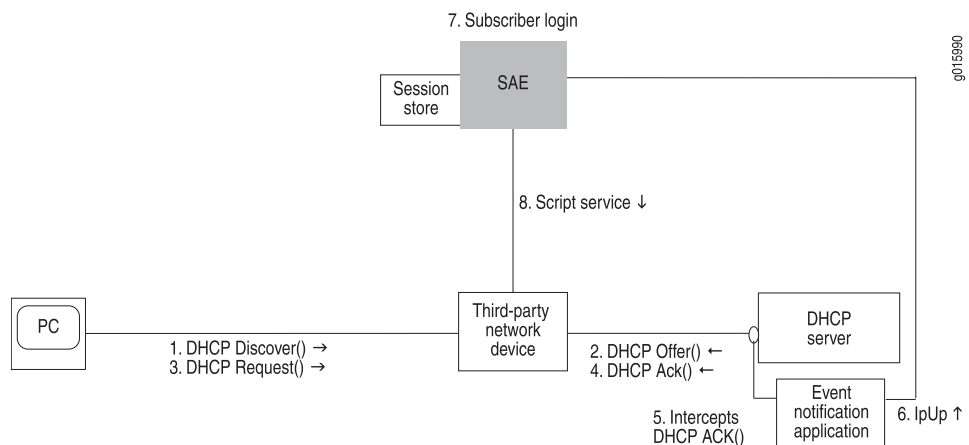 7. Subscriber login
g015990
Session
store
SAE
8. Script service ↓
PC
1. DHCP Discover() →
3. DHCP Request() →
Third-party
network
device
2. DHCP Offer() ←
4. DHCP Ack() ←
DHCP
server
5. Intercepts
DHCP ACK()
Event
notification
application
6. IpUp ↑